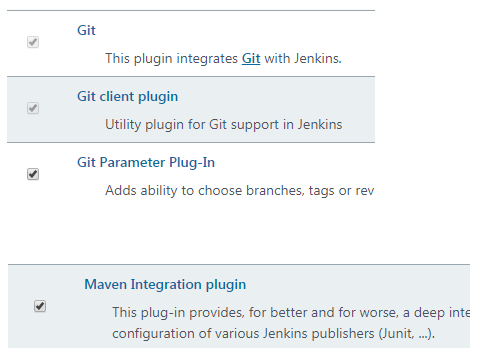 Git
This plugin integrates Git with Jenkins.
Git client plugin
Utility plugin for Git support in Jenkins
Git Parameter Plug-In
Adds ability to choose branches, tags or rev
Maven Integration plugin
This plug-in provides, for better and for worse, a deep inte
configuration of various Jenkins publishers (Junit, ...).